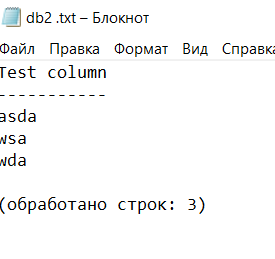 db2 .txt – Блокнот
Файл Правка Формат Вид Справка
Test column
-----------
asda
wsa
wda
(обработано строк: 3)